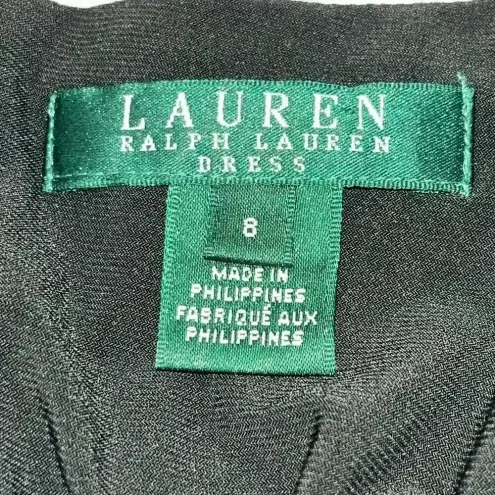 LAUREN
RALPH LAUREN
DRESS
8
MADE IN
PHILIPPINES
FABRIQUÉ AUX
PHILIPPINES